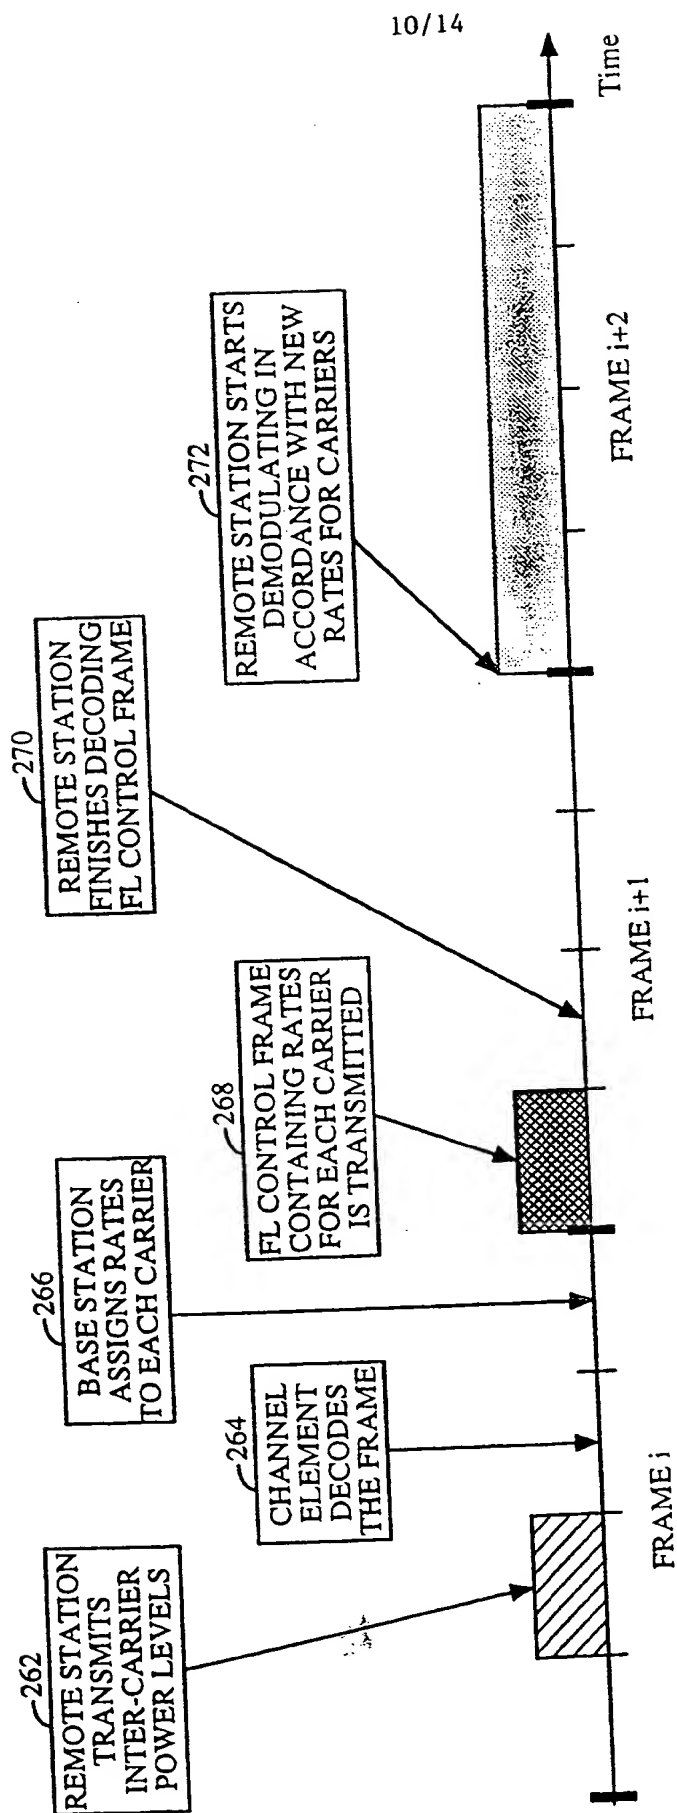 10/14
262
REMOTE STATION
TRANSMITS
INTER-CARRIER
POWER LEVELS
264
CHANNEL
ELEMENT
DECODES
THE FRAME
266
BASE STATION
ASSIGNS RATES
TO EACH CARRIER
268
FL CONTROL FRAME
CONTAINING RATES
FOR EACH CARRIER
IS TRANSMITTED
270
REMOTE STATION
FINISHES DECODING
FL CONTROL FRAME
272
REMOTE STATION STARTS
DEMODULATING IN
ACCORDANCE WITH NEW
RATES FOR CARRIERS
FRAME i
FRAME i+1
FRAME i+2
Time